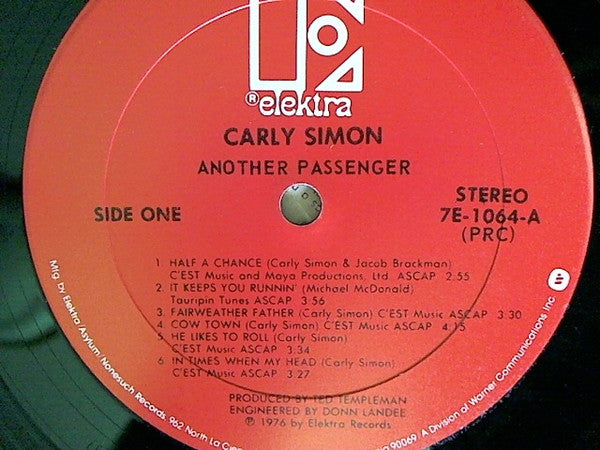 ® elektra
CARLY SIMON
ANOTHER PASSENGER
SIDE ONE
STEREO
7E-1064-A
(PRC)
1. HALF A CHANCE (Carly Simon & Jacob Brackman)
C'EST Music and Maya Productions, Ltd. ASCAP 2:55
2. IT KEEPS YOU RUNNIN' (Michael McDonald)
Tauripin Tunes ASCAP 3:56
3. FAIRWEATHER FATHER (Carly Simon) C'EST Music ASCAP 3:30
4. COW TOWN (Carly Simon) C'EST Music ASCAP 4:15
5. HE LIKES TO ROLL (Carly Simon)
C'EST Music ASCAP 3:34
6. IN TIMES WHEN MY HEAD (Carly Simon)
C'EST Music ASCAP 3:27
PRODUCED BY TED TEMPLEMAN
ENGINEERED BY DONN LANDEE
℗ 1976 by Elektra Records
Mfg. by Elektra/Asylum/Nonesuch Records, 962 North La Cien
90069 A Division of Warner Communications Inc.